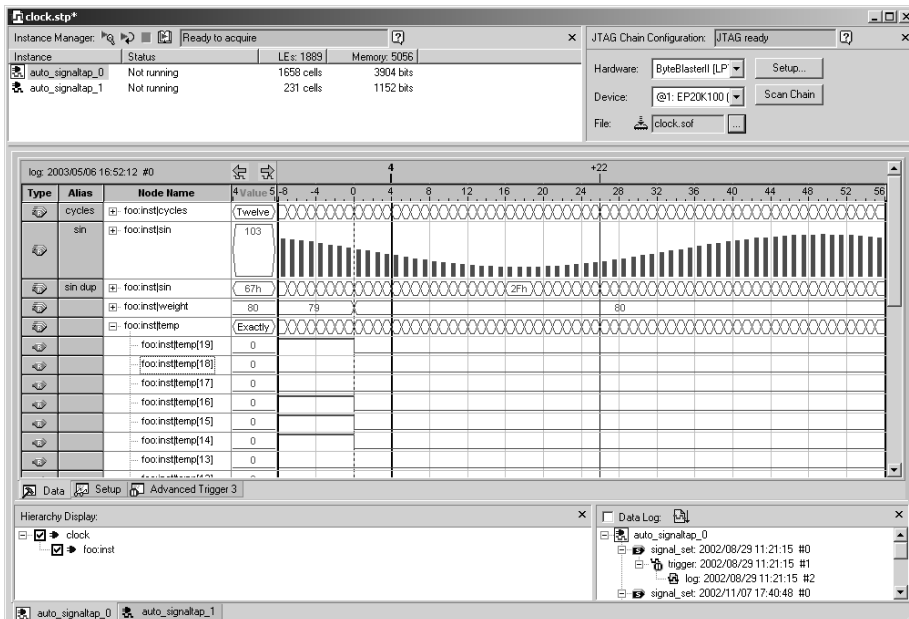 clock.stp*
Instance Manager: Ready to acquire
JTAG Chain Configuration: JTAG ready
Instance Status LEs: 1889 Memory: 5056
auto_signaltap_0 Not running 1658 cells 3904 bits
auto_signaltap_1 Not running 231 cells 1152 bits
Hardware: ByteBlasterII [LP Setup...
Device: @1: EP20K100 ( Scan Chain
File: clock.sof ...
log: 2003/05/06 16:52:12 #0 4 +22
Type Alias Node Name 4 Value 5 -8 -4 0 4 8 12 16 20 24 28 32 36 40 44 48 52 56
cycles foo:inst|cycles Twelve
sin foo:inst|sin 103
sin dup foo:inst|sin 67h 2Fh
foo:inst|weight 80 79 80
foo:inst|temp Exactly
foo:inst|temp[19] 0
foo:inst|temp[18] 0
foo:inst|temp[17] 0
foo:inst|temp[16] 0
foo:inst|temp[15] 0
foo:inst|temp[14] 0
foo:inst|temp[13] 0
Data Setup Advanced Trigger 3
Hierarchy Display:
clock
foo:inst
Data Log:
auto_signaltap_0
signal_set: 2002/08/29 11:21:15 #0
trigger: 2002/08/29 11:21:15 #1
log: 2002/08/29 11:21:15 #2
signal_set: 2002/11/07 17:40:48 #0
auto_signaltap_0 auto_signaltap_1